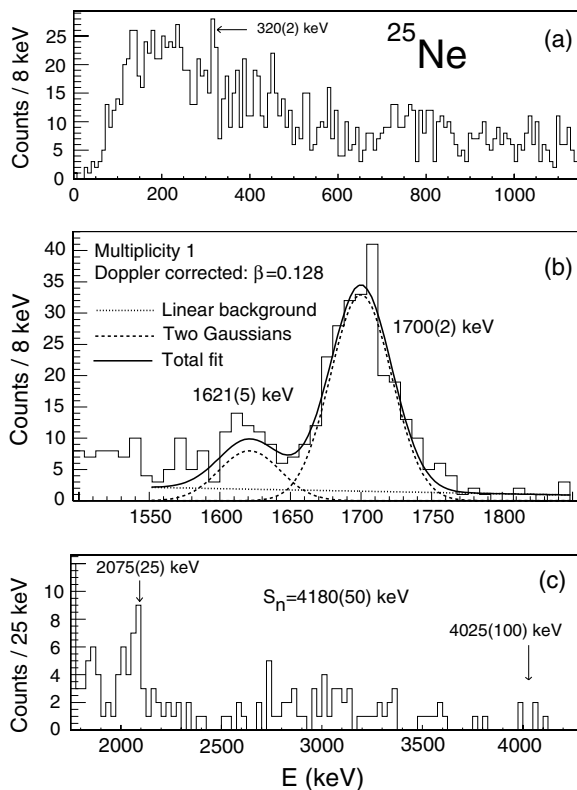 320(2) keV
25Ne
(a)
Counts / 8 keV
25
20
15
10
5
0
0 200 400 600 800 1000
Multiplicity 1
Doppler corrected: β=0.128
Linear background
Two Gaussians
Total fit
(b)
1700(2) keV
1621(5) keV
Counts / 8 keV
40
35
30
25
20
15
10
5
0
1550 1600 1650 1700 1750 1800
2075(25) keV
Sn=4180(50) keV
(c)
4025(100) keV
Counts / 25 keV
10
8
6
4
2
0
2000 2500 3000 3500 4000
E (keV)